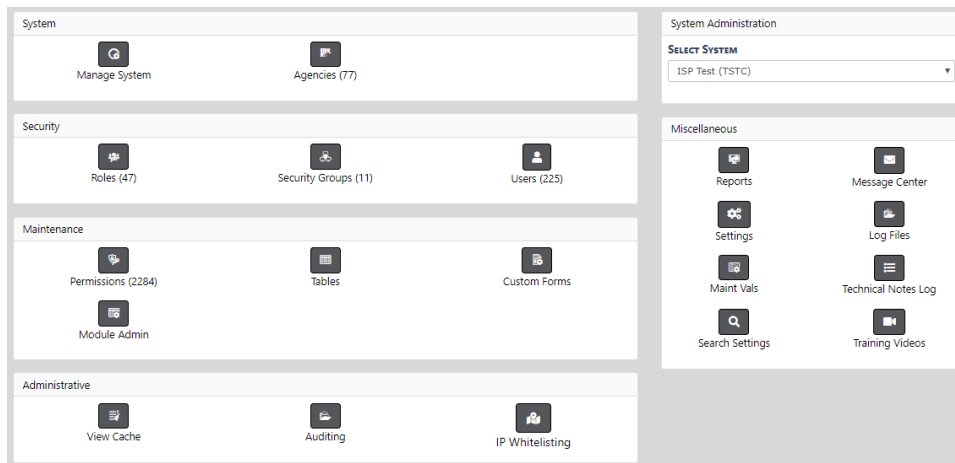 System
Manage System
Agencies (77)
Security
Roles (47)
Security Groups (11)
Users (225)
Maintenance
Permissions (2284)
Tables
Custom Forms
Module Admin
Administrative
View Cache
Auditing
IP Whitelisting
System Administration
Select System
ISP Test (TSTC)
Miscellaneous
Reports
Message Center
Settings
Log Files
Maint Vals
Technical Notes Log
Search Settings
Training Videos